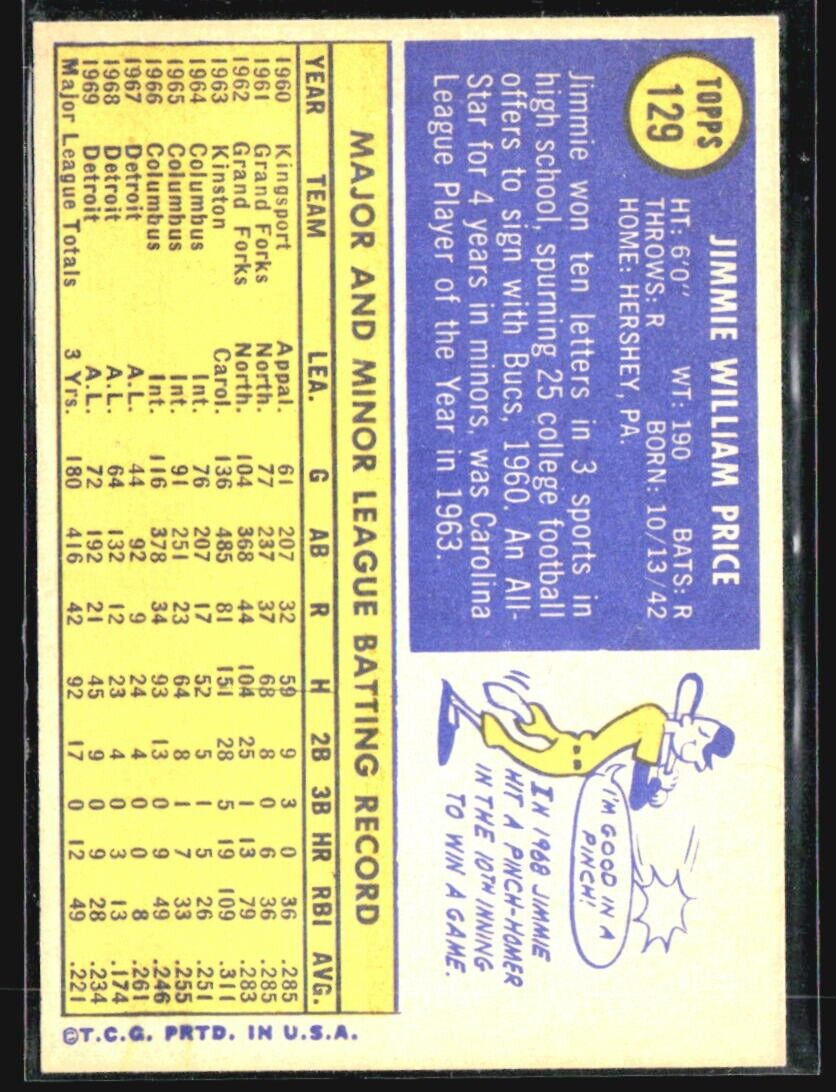 TOPPS
129
JIMMIE WILLIAM PRICE
HT: 6'0" WT: 190 BATS: R
THROWS: R BORN: 10/13/42
HOME: HERSHEY, PA.
Jimmie won ten letters in 3 sports in
high school, spurning 25 college football
offers to sign with Bucs, 1960. An All-
Star for 4 years in minors, was Carolina
League Player of the Year in 1963.
I'M GOOD IN A
PINCH!
IN 1968 JIMMIE
HIT A PINCH-HOMER
IN THE 10TH INNING
TO WIN A GAME.
MAJOR AND MINOR LEAGUE BATTING RECORD
YEAR TEAM LEA. G AB R H 2B 3B HR RBI AVG.
1960 Kingsport Appal. 61 207 32 59 9 3 0 36 .285
1961 Grand Forks North. 77 237 37 68 8 0 6 36 .285
1962 Grand Forks North. 104 368 44 104 25 1 13 79 .283
1963 Kinston Carol. 136 485 81 151 28 5 19 109 .311
1964 Columbus Int. 76 207 17 52 5 1 5 26 .251
1965 Columbus Int. 91 251 23 64 8 1 7 33 .255
1966 Columbus Int. 116 378 34 93 13 0 9 49 .246
1967 Detroit A.L. 44 92 9 24 4 0 0 8 .261
1968 Detroit A.L. 64 132 12 23 4 0 3 13 .174
1969 Detroit A.L. 72 192 21 45 9 0 9 28 .234
Major League Totals 3 Yrs. 180 416 42 92 17 0 12 49 .221
©T.C.G. PRTD. IN U.S.A.